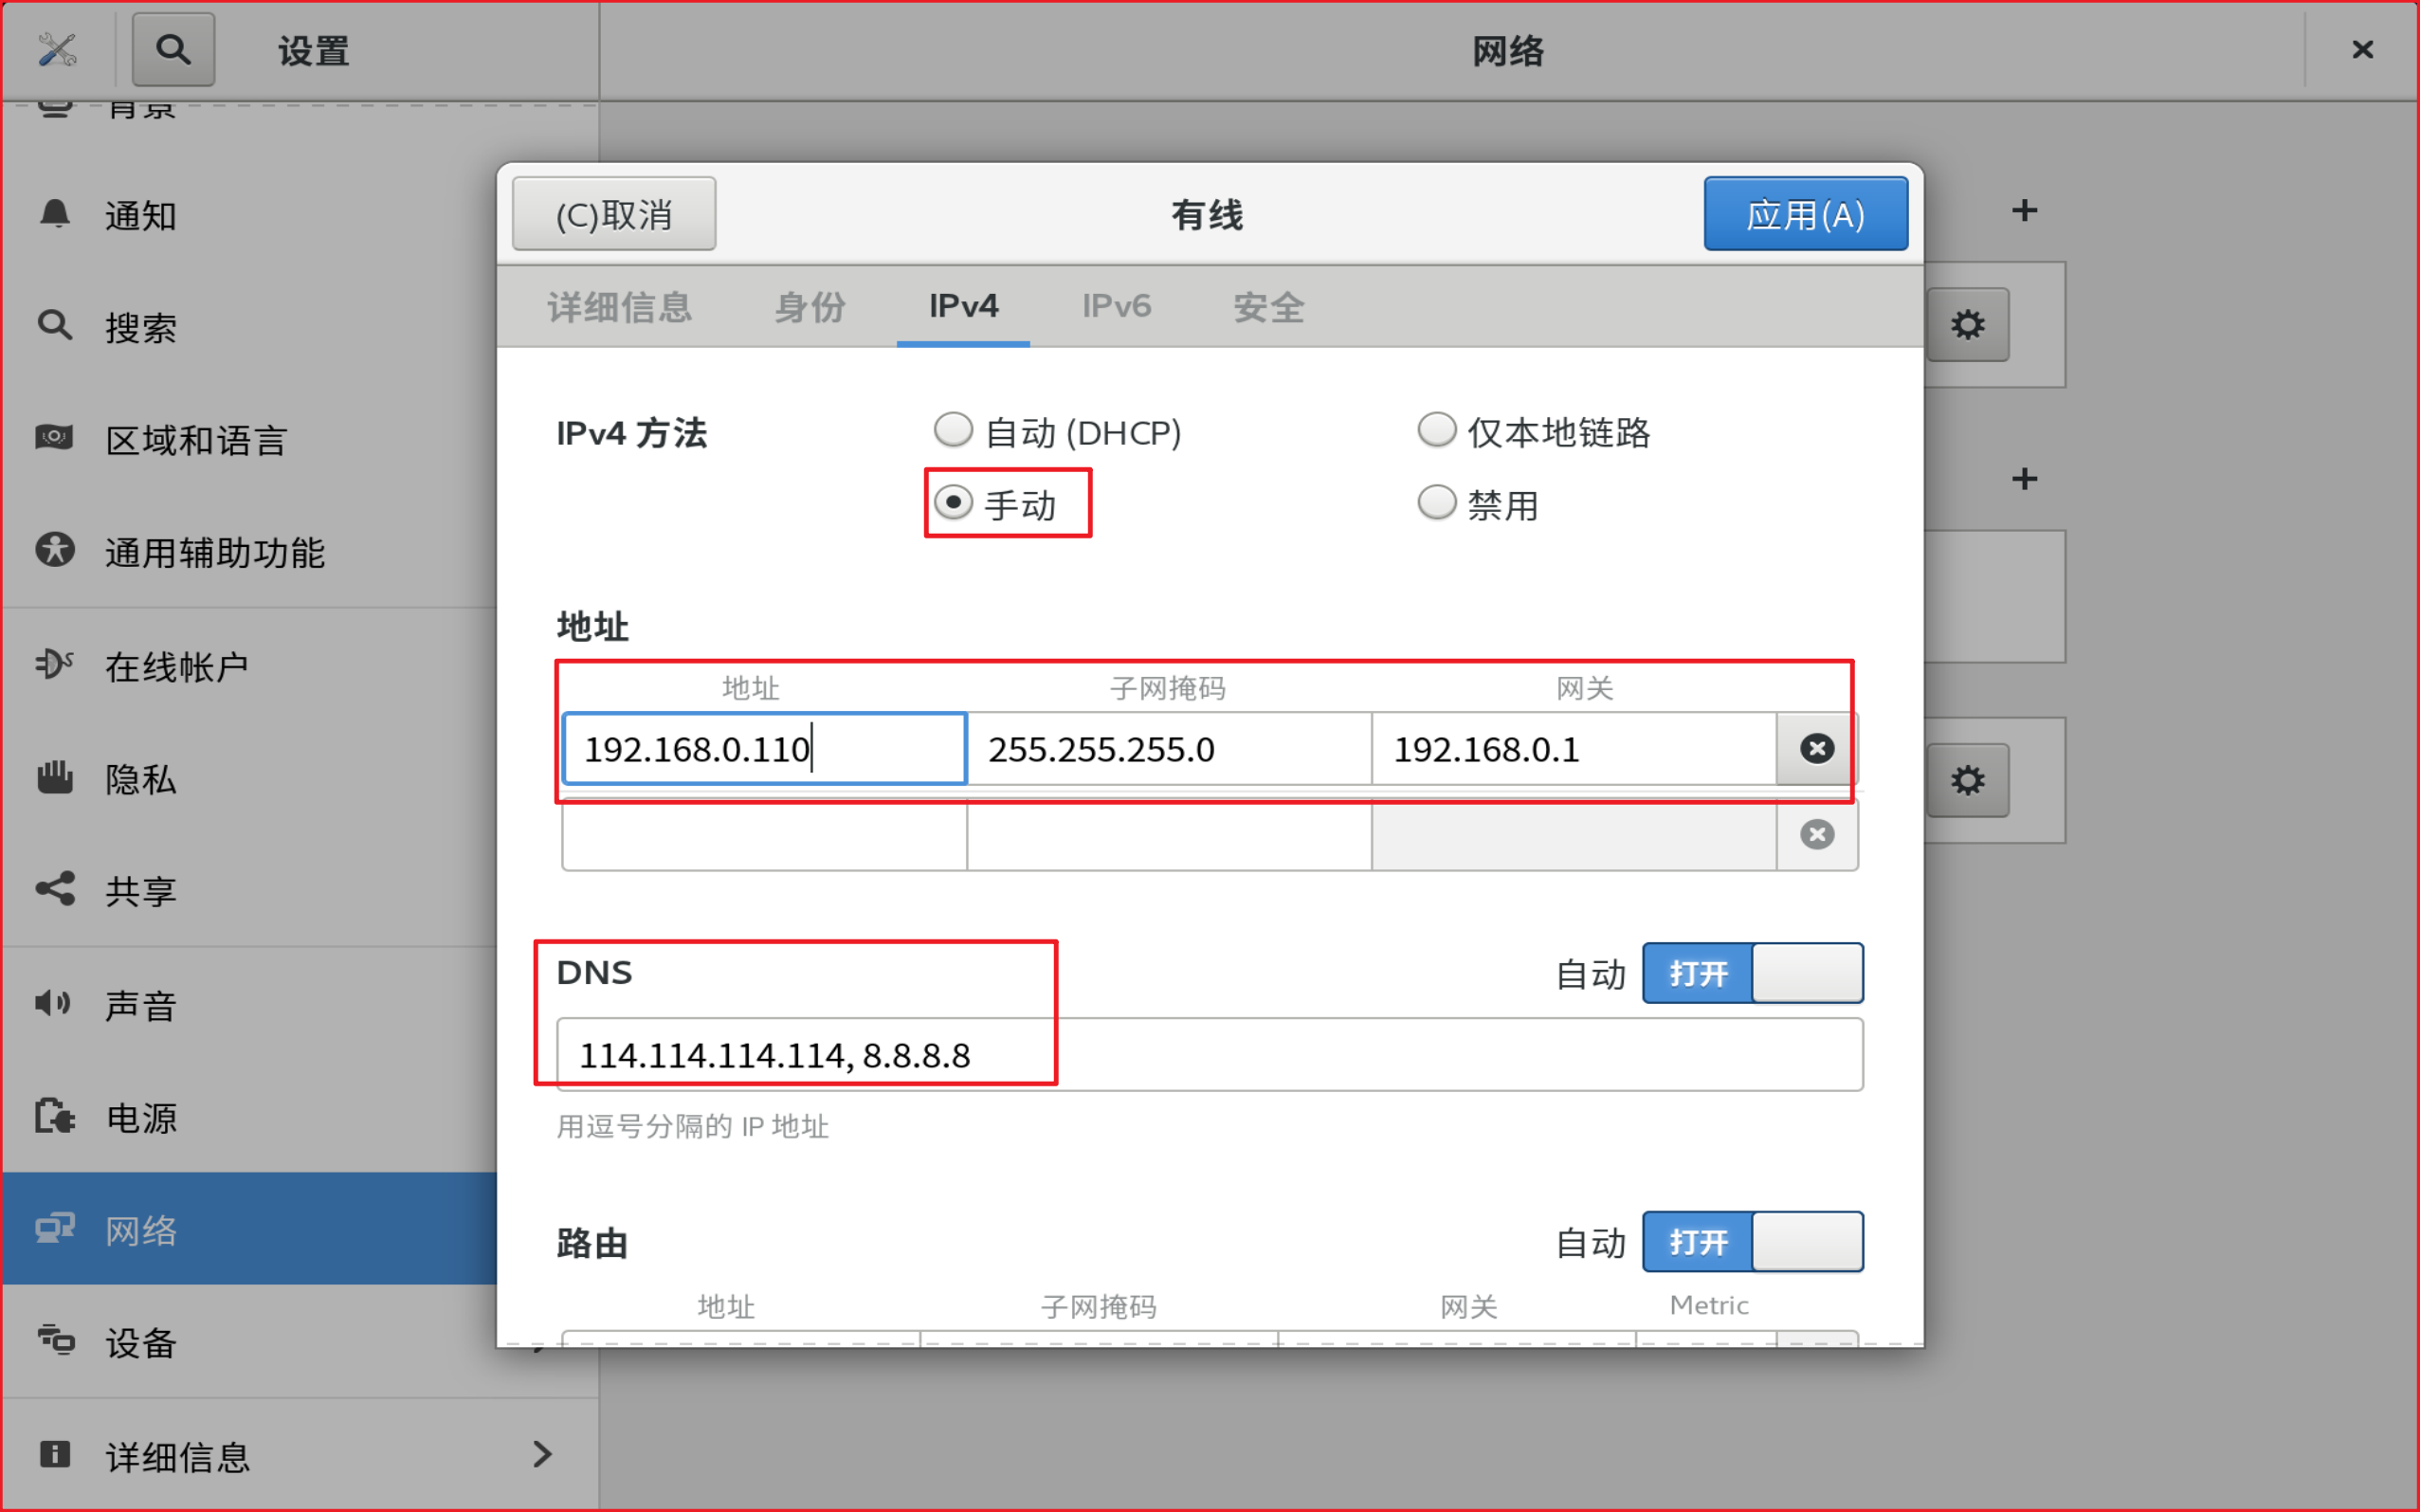 设置
网络
背景
通知
搜索
区域和语言
通用辅助功能
在线帐户
隐私
共享
声音
电源
网络
设备
详细信息
(C)取消
有线
应用(A)
详细信息 身份 IPv4 IPv6 安全
IPv4 方法
自动 (DHCP)
仅本地链路
手动
禁用
地址
地址 子网掩码 网关
192.168.0.110 255.255.255.0 192.168.0.1
DNS
自动 打开
114.114.114.114, 8.8.8.8
用逗号分隔的 IP 地址
路由
自动 打开
地址 子网掩码 网关 Metric